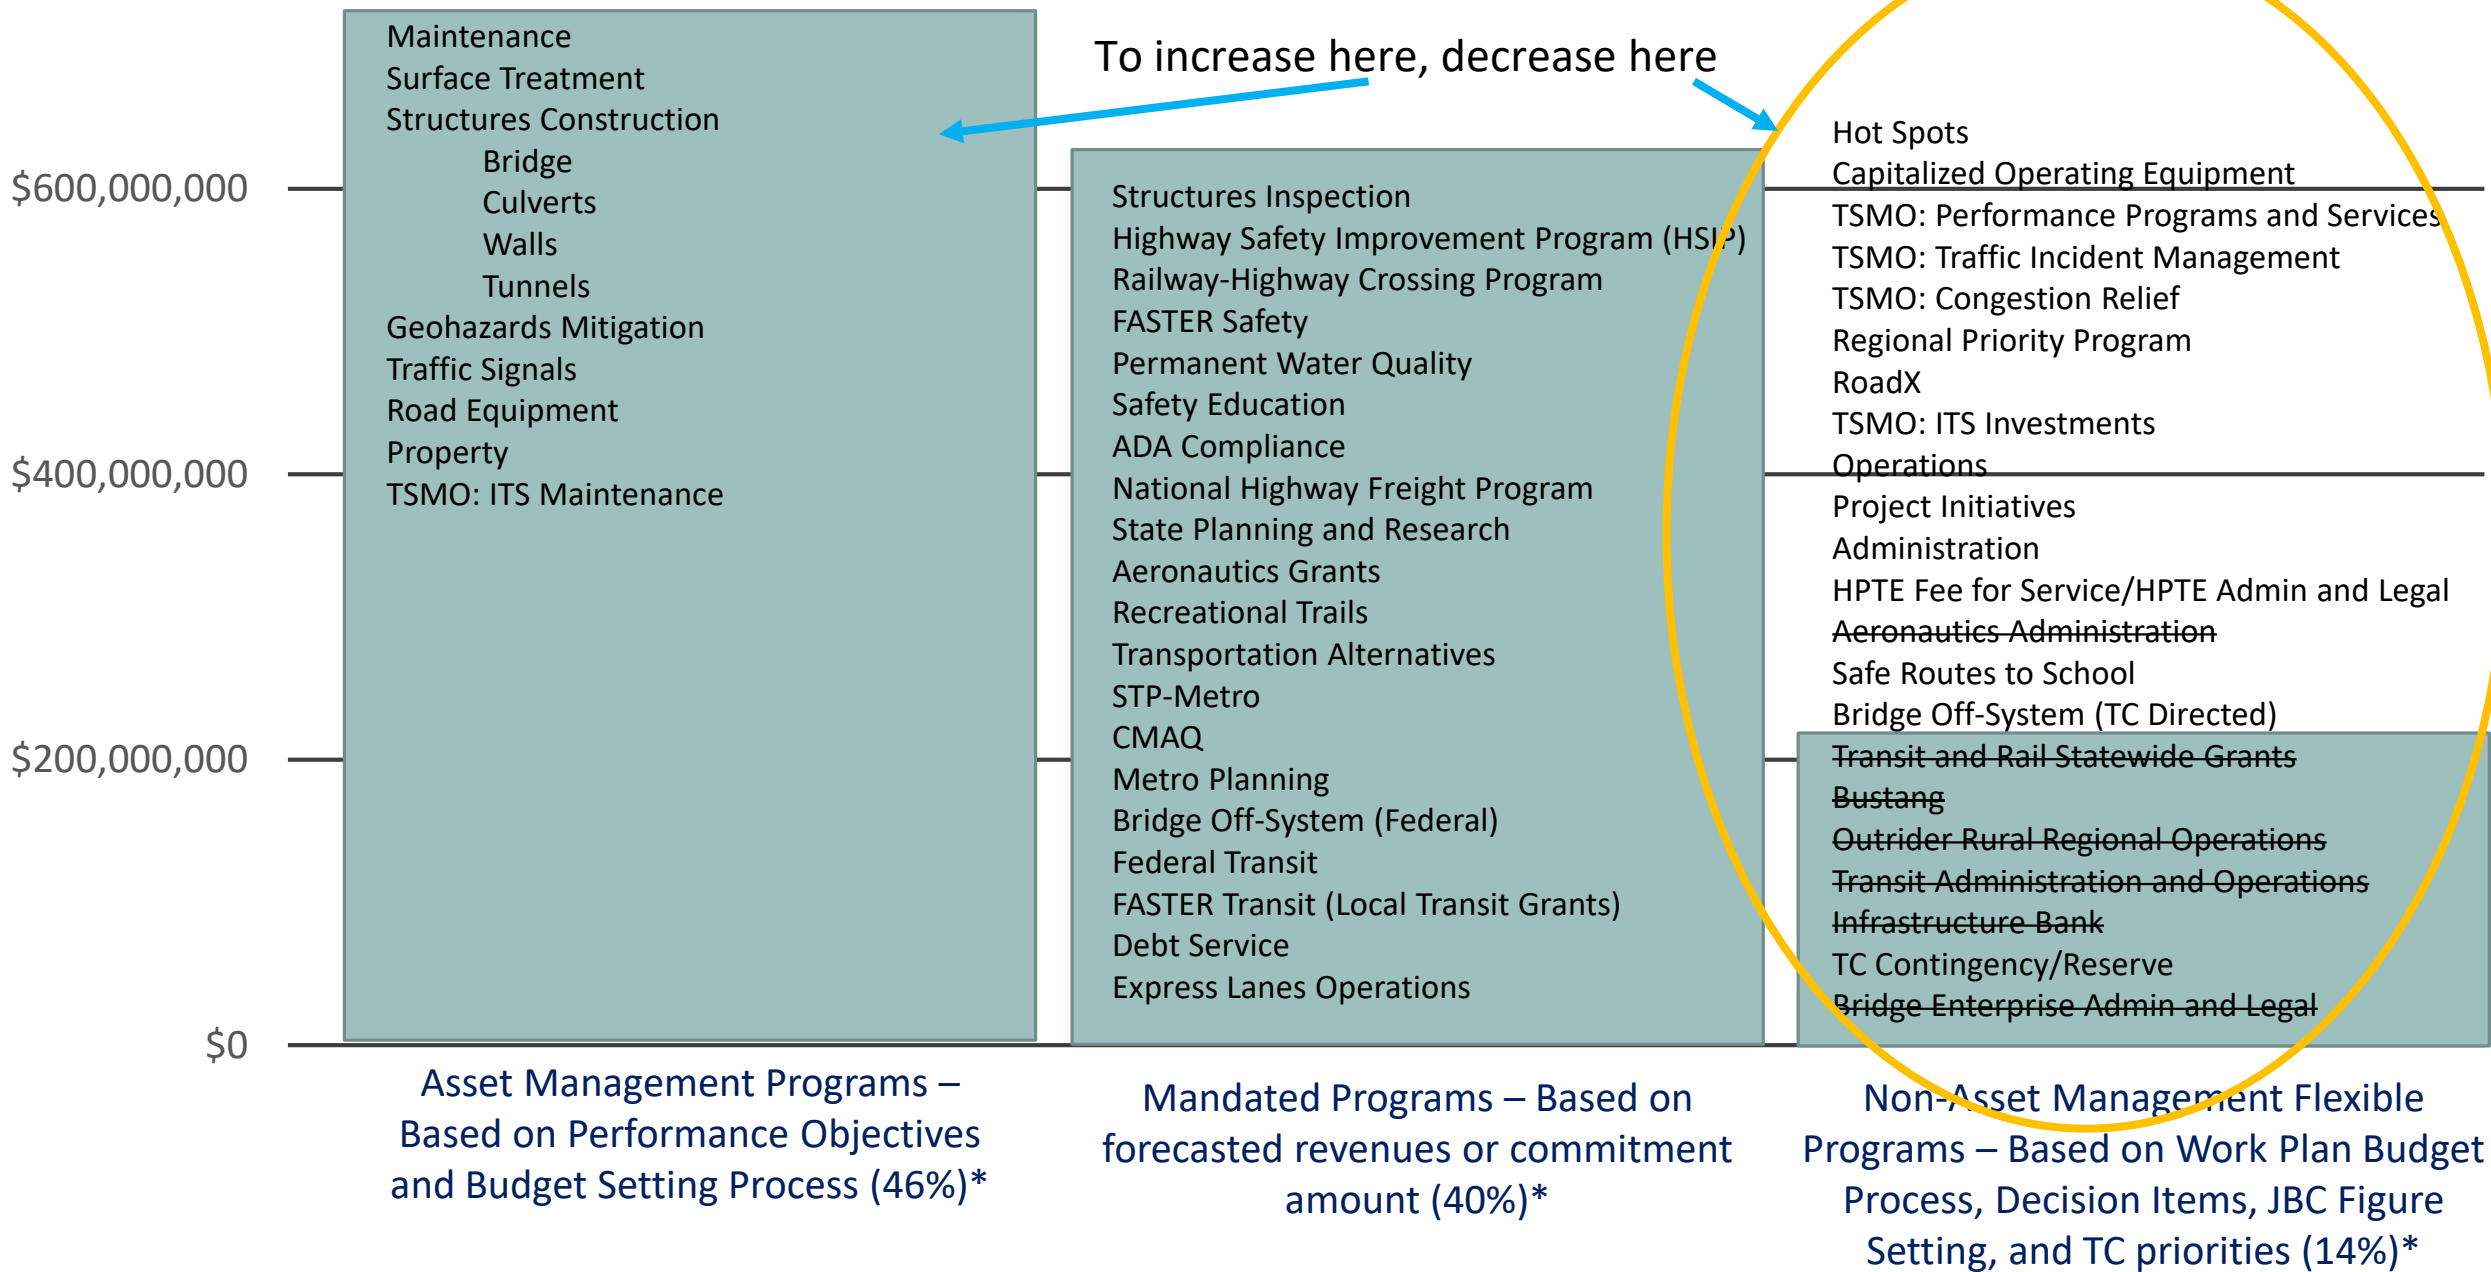 To increase here, decrease here
$600,000,000
$400,000,000
$200,000,000
$0
Maintenance
Surface Treatment
Structures Construction
Bridge
Culverts
Walls
Tunnels
Geohazards Mitigation
Traffic Signals
Road Equipment
Property
TSMO: ITS Maintenance
Structures Inspection
Highway Safety Improvement Program (HSIP)
Railway-Highway Crossing Program
FASTER Safety
Permanent Water Quality
Safety Education
ADA Compliance
National Highway Freight Program
State Planning and Research
Aeronautics Grants
Recreational Trails
Transportation Alternatives
STP-Metro
CMAQ
Metro Planning
Bridge Off-System (Federal)
Federal Transit
FASTER Transit (Local Transit Grants)
Debt Service
Express Lanes Operations
Hot Spots
Capitalized Operating Equipment
TSMO: Performance Programs and Services
TSMO: Traffic Incident Management
TSMO: Congestion Relief
Regional Priority Program
RoadX
TSMO: ITS Investments
Operations
Project Initiatives
Administration
HPTE Fee for Service/HPTE Admin and Legal
Aeronautics Administration
Safe Routes to School
Bridge Off-System (TC Directed)
Transit and Rail Statewide Grants
Bustang
Outrider Rural Regional Operations
Transit Administration and Operations
Infrastructure Bank
TC Contingency/Reserve
Bridge Enterprise Admin and Legal
Asset Management Programs –
Based on Performance Objectives
and Budget Setting Process (46%)*
Mandated Programs – Based on
forecasted revenues or commitment
amount (40%)*
Non-Asset Management Flexible
Programs – Based on Work Plan Budget
Process, Decision Items, JBC Figure
Setting, and TC priorities (14%)*